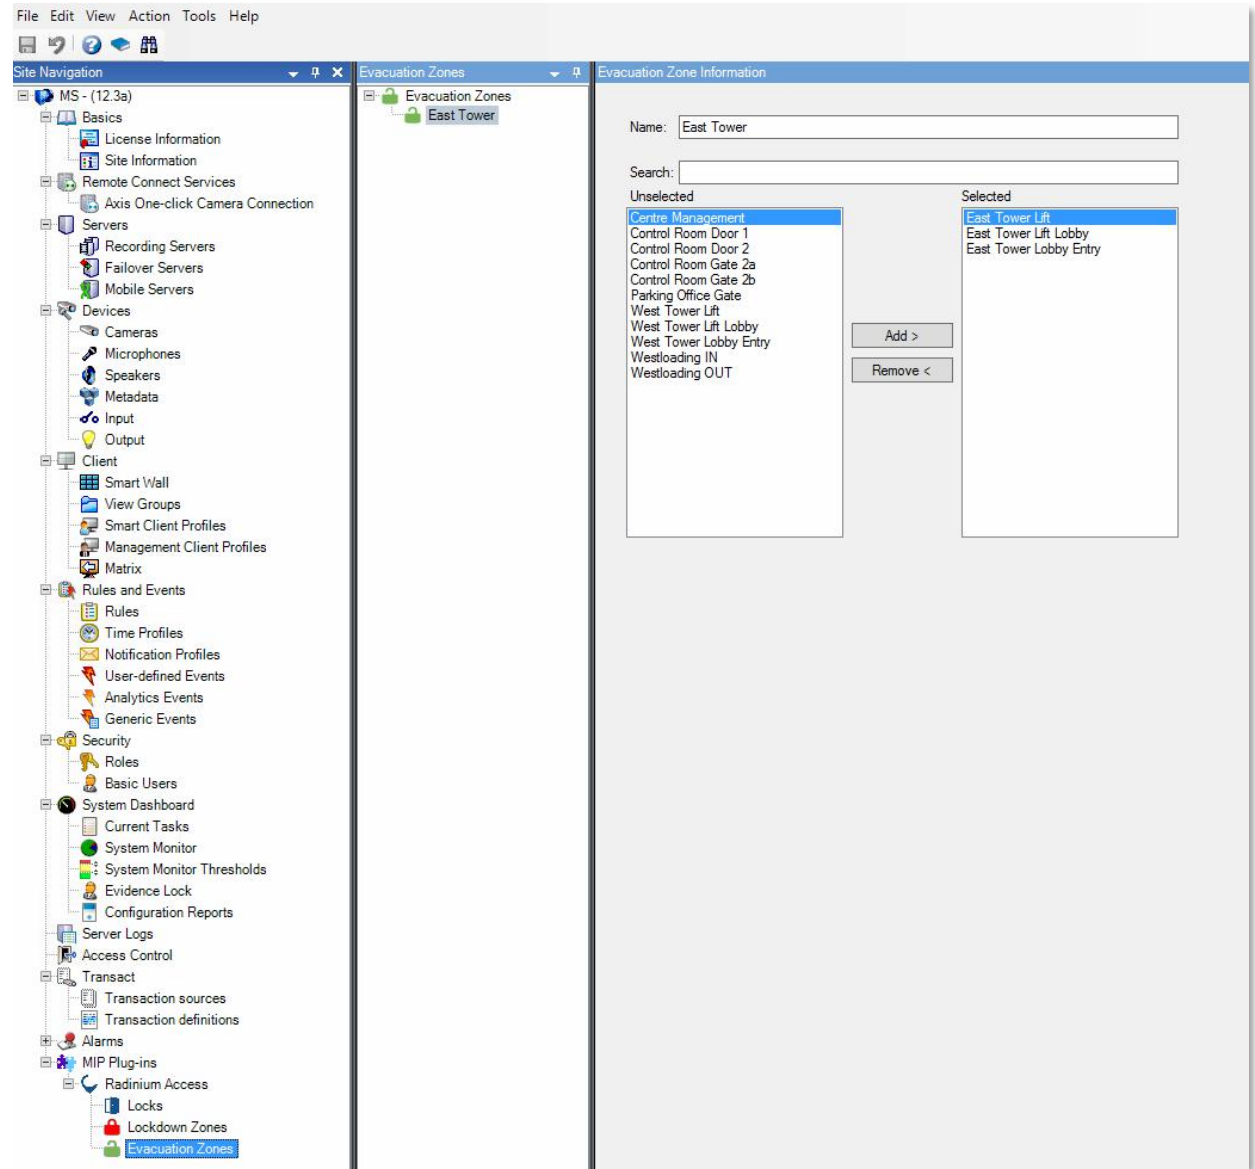 File Edit View Action Tools Help
Site Navigation
MS - (12.3a)
Basics
License Information
Site Information
Remote Connect Services
Axis One-click Camera Connection
Servers
Recording Servers
Failover Servers
Mobile Servers
Devices
Cameras
Microphones
Speakers
Metadata
Input
Output
Client
Smart Wall
View Groups
Smart Client Profiles
Management Client Profiles
Matrix
Rules and Events
Rules
Time Profiles
Notification Profiles
User-defined Events
Analytics Events
Generic Events
Security
Roles
Basic Users
System Dashboard
Current Tasks
System Monitor
System Monitor Thresholds
Evidence Lock
Configuration Reports
Server Logs
Access Control
Transact
Transaction sources
Transaction definitions
Alarms
MIP Plug-ins
Radinium Access
Locks
Lockdown Zones
Evacuation Zones
Evacuation Zones
Evacuation Zones
East Tower
Evacuation Zone Information
Name: East Tower
Search:
Unselected
Centre Management
Control Room Door 1
Control Room Door 2
Control Room Gate 2a
Control Room Gate 2b
Parking Office Gate
West Tower Lift
West Tower Lift Lobby
West Tower Lobby Entry
Westloading IN
Westloading OUT
Add >
Remove <
Selected
East Tower Lift
East Tower Lift Lobby
East Tower Lobby Entry